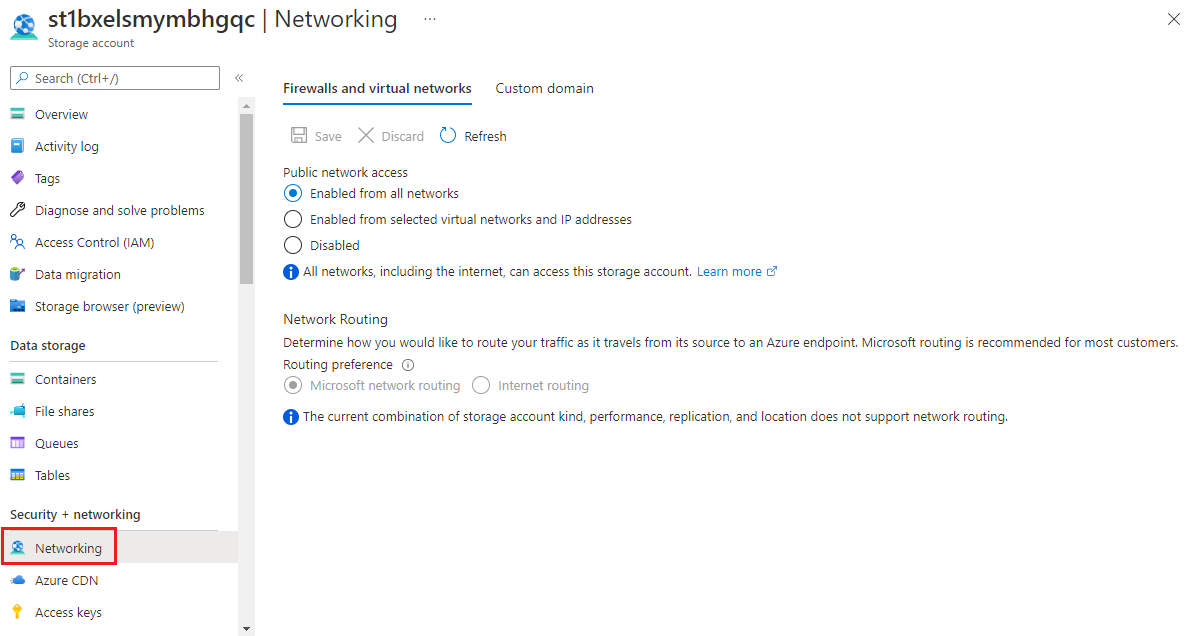 st1bxelsmymbhgqc | Networking ...
Storage account
Search (Ctrl+/)
«
Overview
Activity log
Tags
Diagnose and solve problems
Access Control (IAM)
Data migration
Storage browser (preview)
Data storage
Containers
File shares
Queues
Tables
Security + networking
Networking
Azure CDN
Access keys
Firewalls and virtual networks Custom domain
Save Discard Refresh
Public network access
Enabled from all networks
Enabled from selected virtual networks and IP addresses
Disabled
All networks, including the internet, can access this storage account. Learn more
Network Routing
Determine how you would like to route your traffic as it travels from its source to an Azure endpoint. Microsoft routing is recommended for most customers.
Routing preference
Microsoft network routing Internet routing
The current combination of storage account kind, performance, replication, and location does not support network routing.